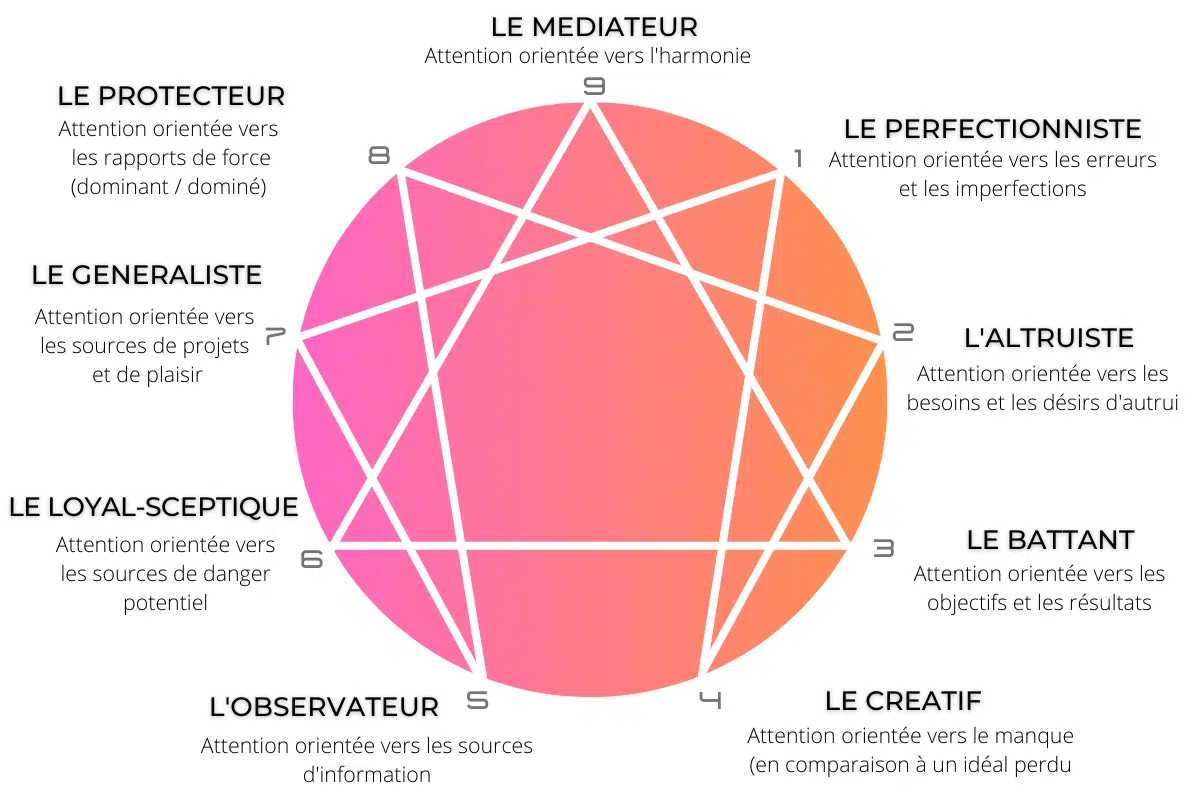 LE MEDIATEUR
Attention orientée vers l'harmonie
9
LE PERFECTIONNISTE
1
Attention orientée vers les erreurs
et les imperfections
2
L'ALTRUISTE
Attention orientée vers les
besoins et les désirs d'autrui
3
LE BATTANT
Attention orientée vers les
objectifs et les résultats
4
LE CREATIF
Attention orientée vers le manque
(en comparaison à un idéal perdu
L'OBSERVATEUR
5
Attention orientée vers les sources
d'information
LE LOYAL-SCEPTIQUE
Attention orientée vers
6
les sources de danger
potentiel
LE GENERALISTE
Attention orientée vers
7
les sources de projets
et de plaisir
LE PROTECTEUR
Attention orientée vers
8
les rapports de force
(dominant / dominé)